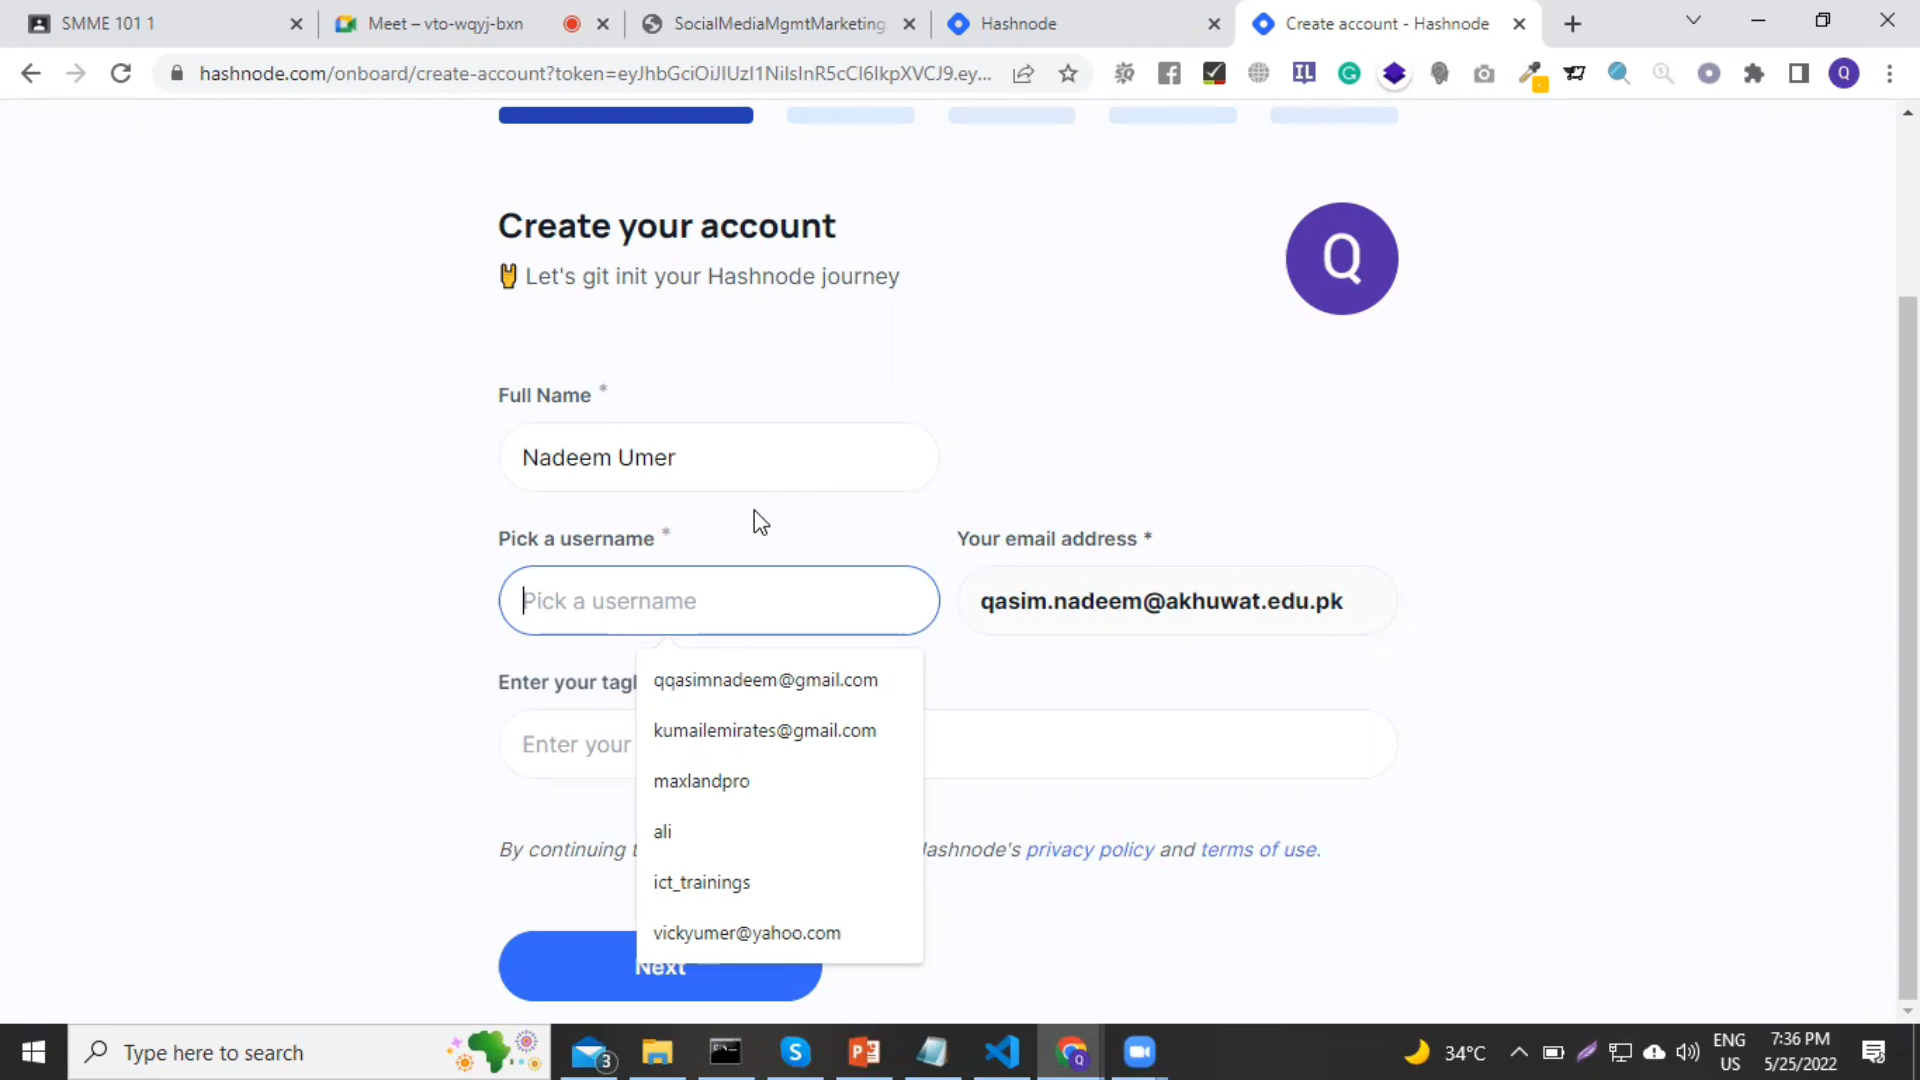 SMME 101 1
Meet – vto-wqyj-bxn
SocialMediaMgmtMarketing
Hashnode
Create account - Hashnode
hashnode.com/onboard/create-account?token=eyJhbGciOiJIUzI1NiIsInR5cCI6IkpXVCJ9.ey...
IL
Q
Create your account
Q
Let's git init your Hashnode journey
Full Name *
Nadeem Umer
Pick a username *
Your email address *
Pick a username
qasim.nadeem@akhuwat.edu.pk
Enter your tagl
qqasimnadeem@gmail.com
kumailemirates@gmail.com
Enter your
maxlandpro
ali
By continuing
Hashnode's privacy policy and terms of use.
ict_trainings
vickyumer@yahoo.com
Next
Type here to search
3
34°C
ENG
US
7:36 PM
5/25/2022